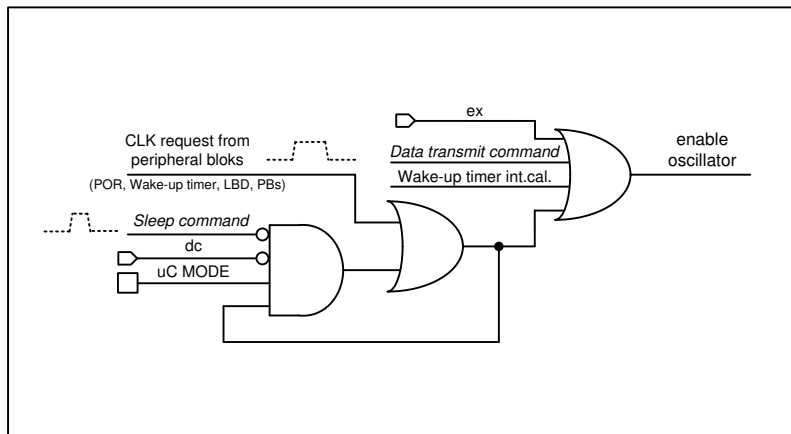 ex
CLK request from
peripheral bloks
(POR, Wake-up timer, LBD, PBs)
Data transmit command
Wake-up timer int.cal.
enable
oscillator
Sleep command
dc
uC MODE